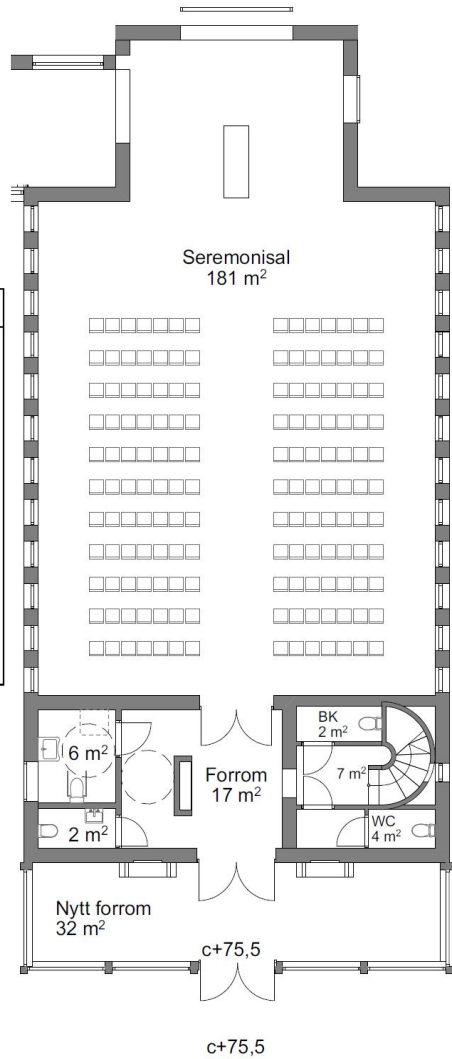 Seremonisal
181 m²
BK
2 m²
6 m²
7 m²
Forrom
17 m²
2 m²
WC
4 m²
Nytt forrom
32 m²
c+75,5
c+75,5